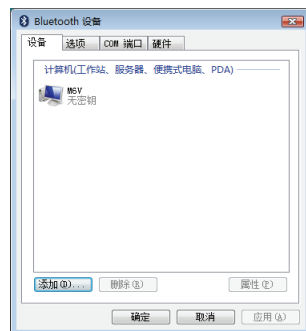 Bluetooth 设备
设备 选项 COM 端口 硬件
计算机(工作站、服务器、便携式电脑、PDA)
M6V
无密钥
添加(D)... 删除(R) 属性(P)
确定 取消 应用(A)